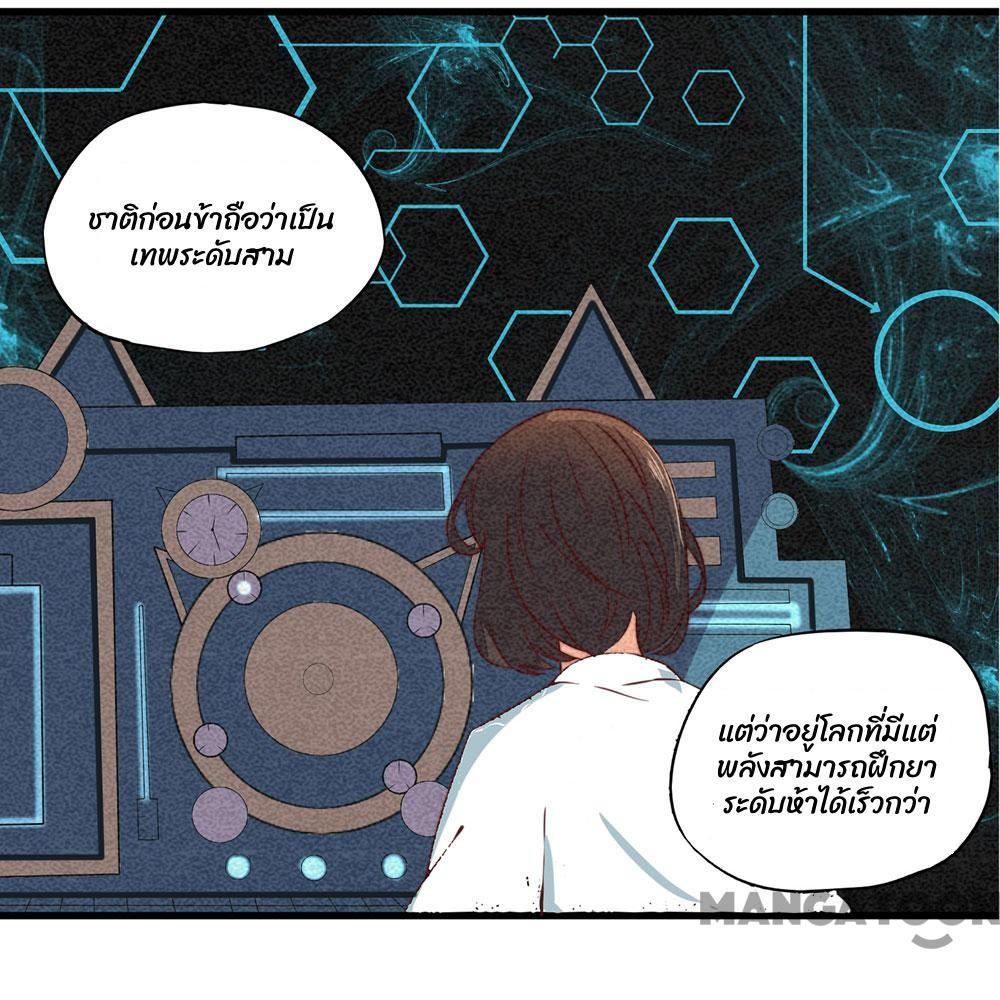 ชาติก่อนข้าถือว่าเป็น
เทพระดับสาม
แต่ว่าอยู่โลกที่มีแต่
พลังสามารถฝึกยา
ระดับห้าได้เร็วกว่า
MANGATOON